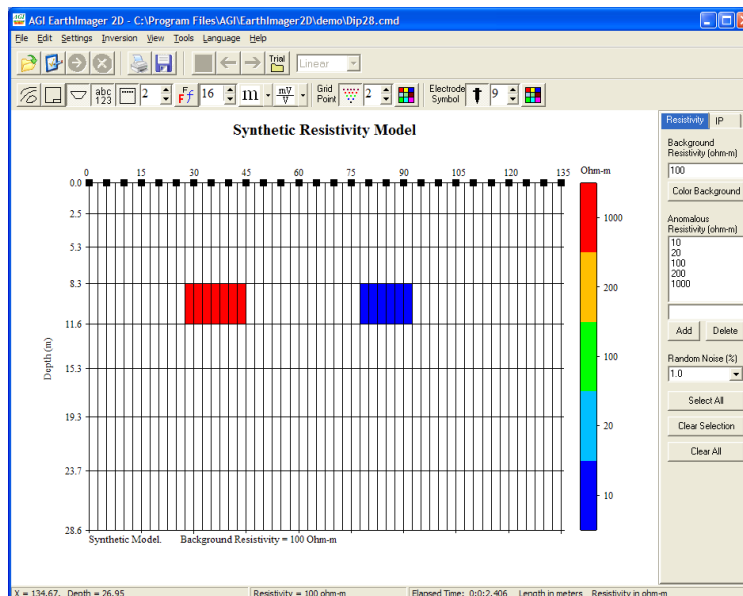 AGI EarthImager 2D - C:\Program Files\AGI\EarthImager2D\demo\Dip28.cmd
File Edit Settings Inversion View Tools Language Help
Trial Linear
abc 123 2 F f 16 m mV/V Grid Point 2 Electrode Symbol 9
Synthetic Resistivity Model
0 15 30 45 60 75 90 105 120 135
Ohm-m
0.0
2.5
5.3
8.3
11.6
15.3
19.3
23.7
28.6
Depth (m)
1000
200
100
20
10
Synthetic Model. Background Resistivity = 100 Ohm-m
Resistivity IP
Background
Resistivity (ohm-m)
100
Color Background
Anomalous
Resistivity (ohm-m)
10
20
100
200
1000
Add Delete
Random Noise (%)
1.0
Select All
Clear Selection
Clear All
X = 134.67, Depth = 26.95 Resistivity = 100 ohm-m Elapsed Time: 0:0:2.406 Length in meters Resistivity in ohm-m